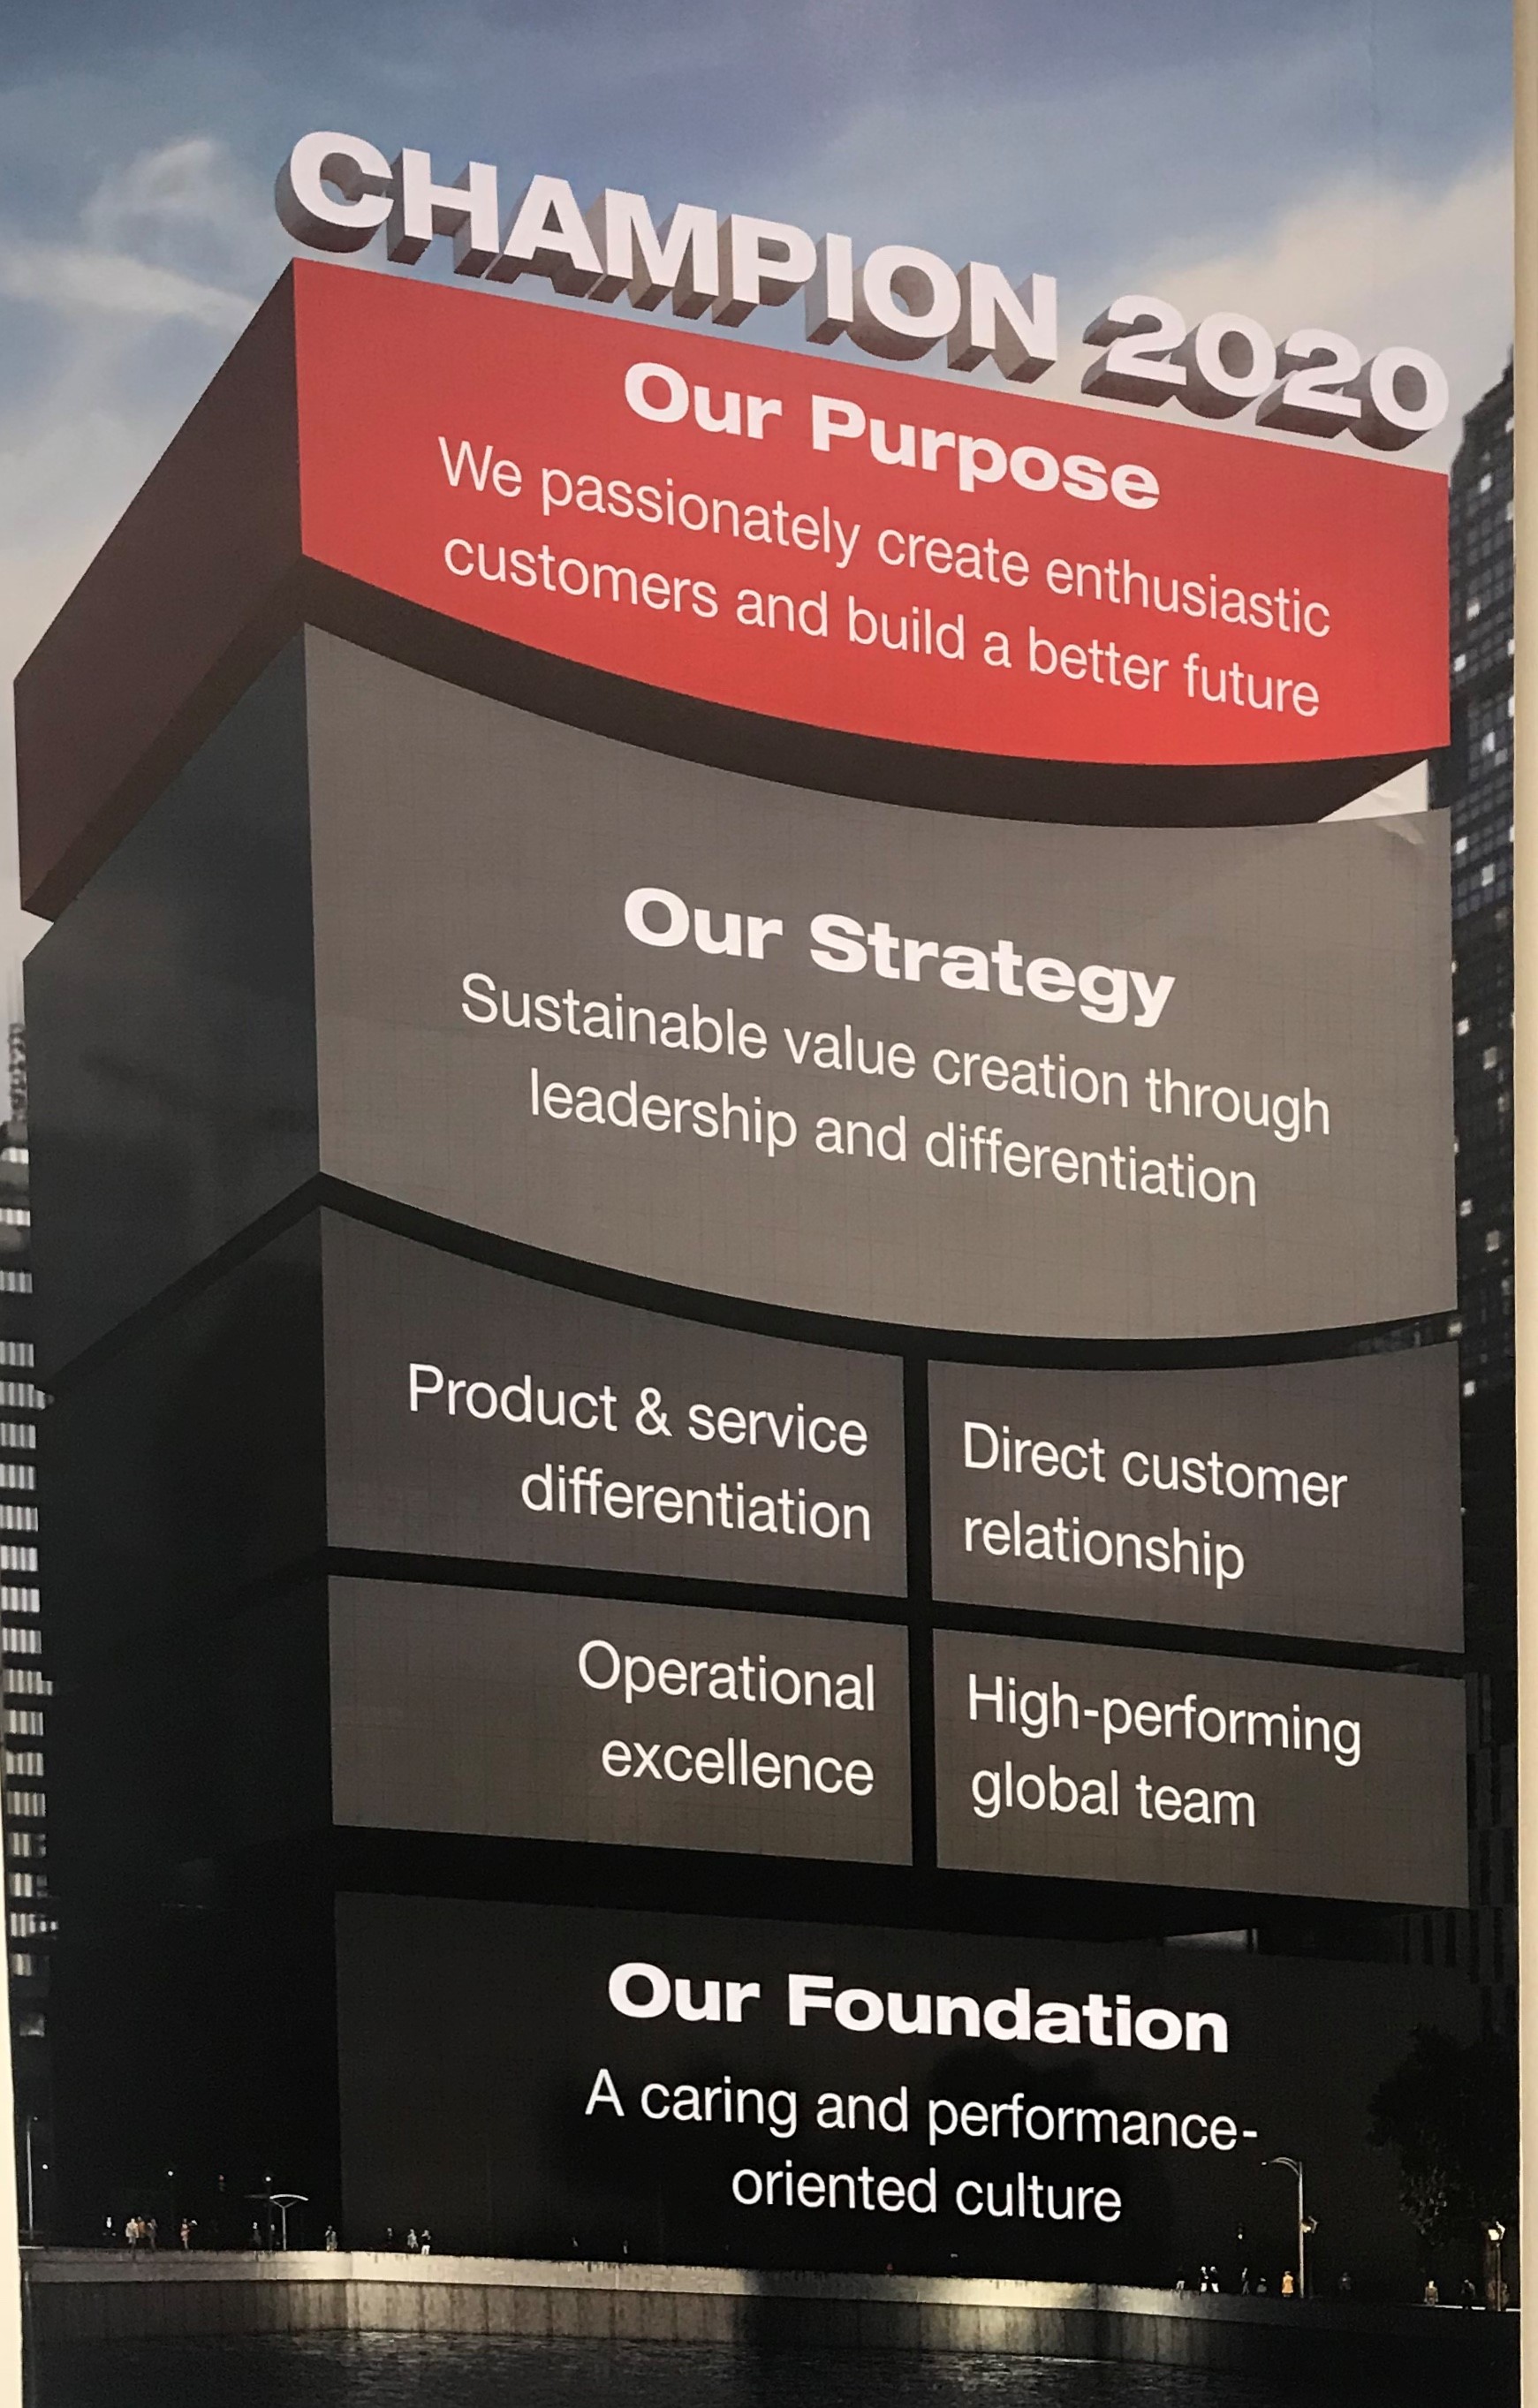 CHAMPION 2020
Our Purpose
We passionately create enthusiastic
customers and build a better future
Our Strategy
Sustainable value creation through
leadership and differentiation
Product & service
differentiation
Direct customer
relationship
Operational
excellence
High-performing
global team
Our Foundation
A caring and performance-
oriented culture